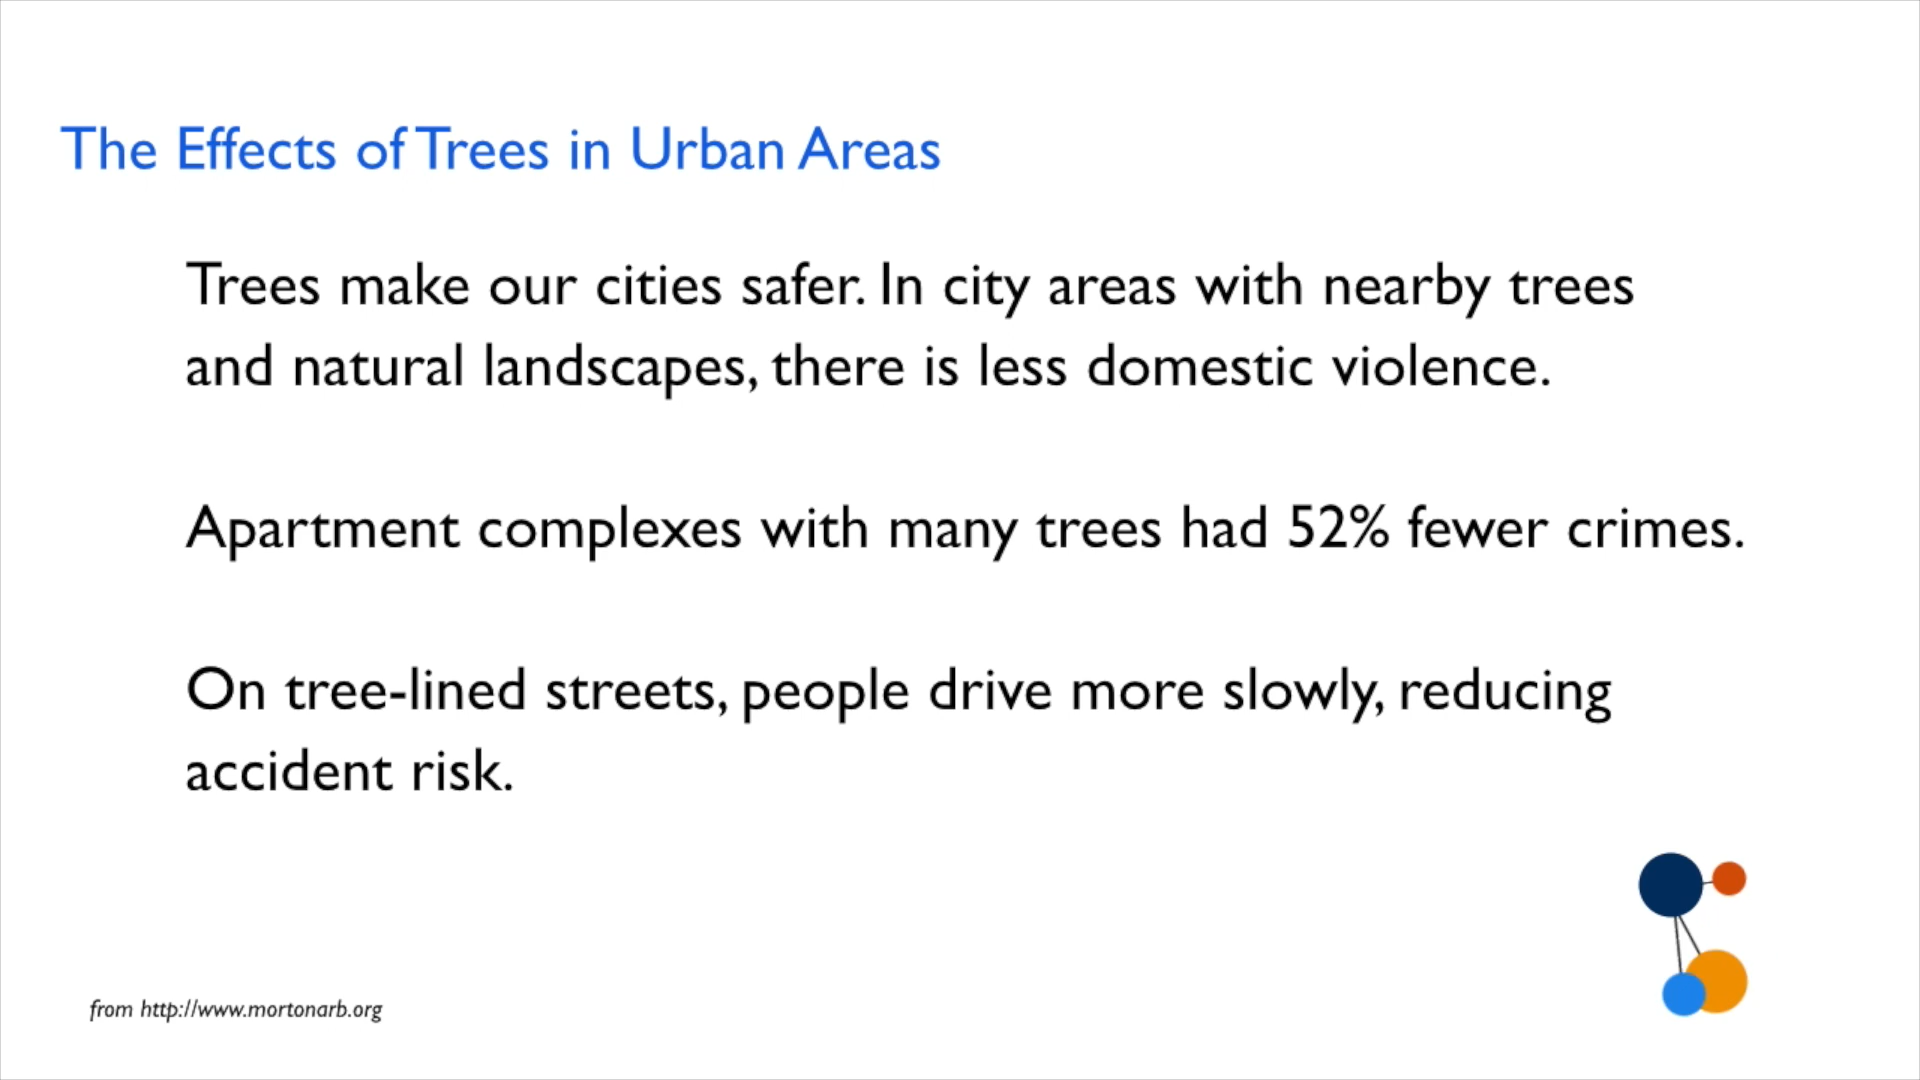 The Effects of Trees in Urban Areas
Trees make our cities safer. In city areas with nearby trees
and natural landscapes, there is less domestic violence.
Apartment complexes with many trees had 52% fewer crimes.
On tree-lined streets, people drive more slowly, reducing
accident risk.
from http://www.mortonarb.org